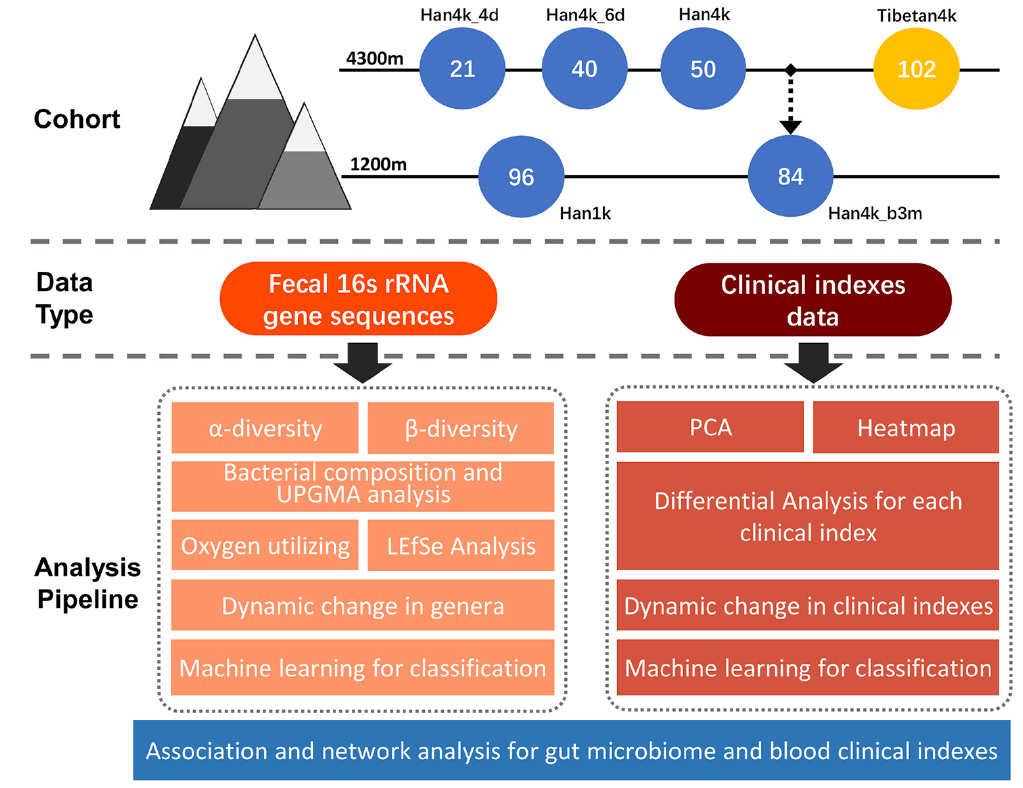 Han4k_4d
Han4k_6d
Han4k
Tibetan4k
4300m
21
40
50
102
Cohort
1200m
96
84
Han1k
Han4k_b3m
Data
Type
Fecal 16s rRNA
gene sequences
Clinical indexes
data
Analysis
Pipeline
α-diversity
β-diversity
Bacterial composition and
UPGMA analysis
Oxygen utilizing
LEfSe Analysis
Dynamic change in genera
Machine learning for classification
PCA
Heatmap
Differential Analysis for each
clinical index
Dynamic change in clinical indexes
Machine learning for classification
Association and network analysis for gut microbiome and blood clinical indexes